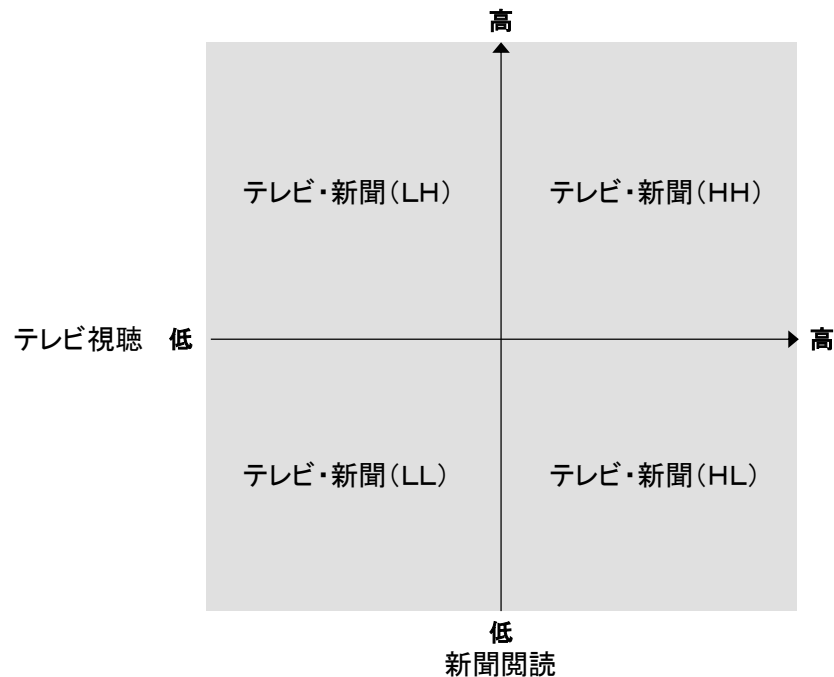 高
テレビ・新聞（ＬＨ）
テレビ・新聞（ＨＨ）
テレビ視聴 低
高
テレビ・新聞（ＬＬ）
テレビ・新聞（ＨＬ）
低
新聞閲読